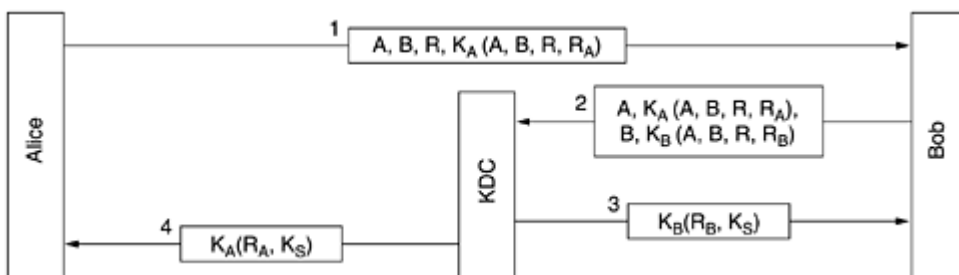 Alice
1
A, B, R, K_A (A, B, R, R_A)
2
A, K_A (A, B, R, R_A),
B, K_B (A, B, R, R_B)
Bob
KDC
3
K_B(R_B, K_S)
4
K_A(R_A, K_S)